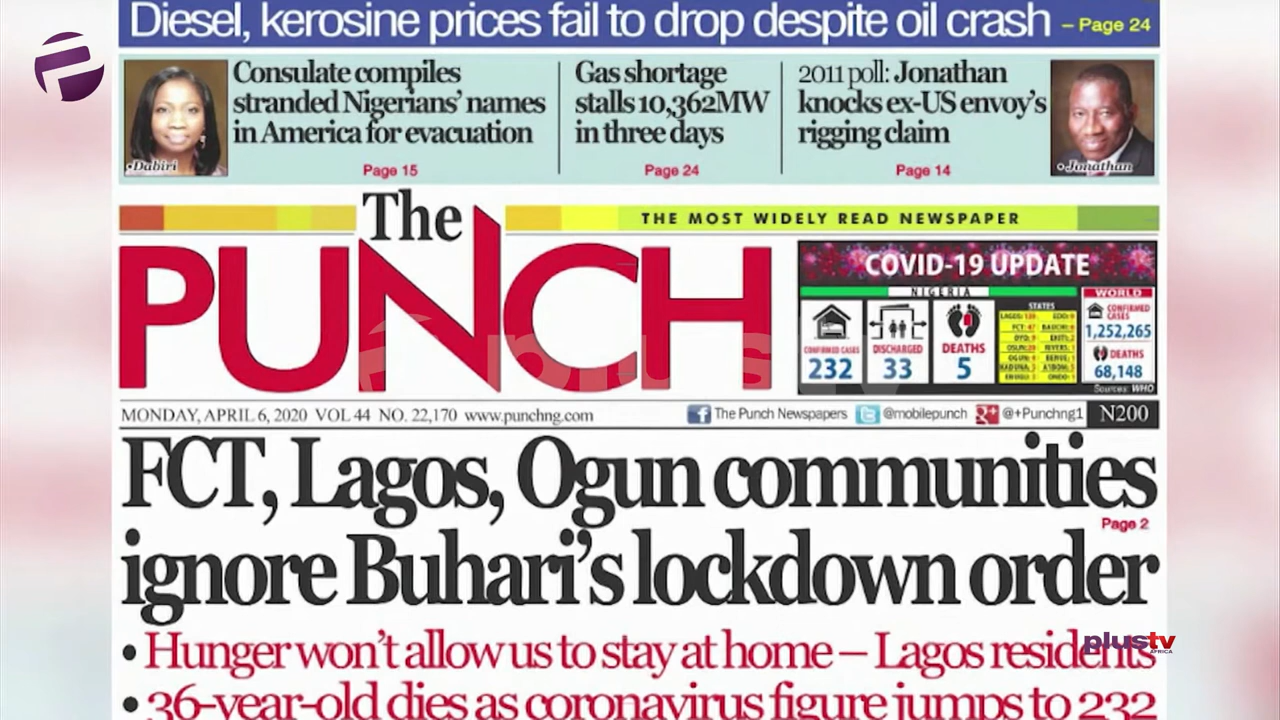 Diesel, kerosine prices fail to drop despite oil crash – Page 24
Consulate compiles
stranded Nigerians' names
in America for evacuation
Page 15
•Dabiri
Gas shortage
stalls 10,362MW
in three days
Page 24
2011 poll: Jonathan
knocks ex-US envoy's
rigging claim
Page 14
•Jonathan
The
PUNCH
THE MOST WIDELY READ NEWSPAPER
COVID-19 UPDATE
NIGERIA
CONFIRMED CASES
232
DISCHARGED
33
DEATHS
5
STATES
WORLD
CONFIRMED
CASES
1,252,265
DEATHS
68,148
Sources: WHO
MONDAY, APRIL 6, 2020 VOL 44 NO. 22,170 www.punchng.com
The Punch Newspapers @mobilepunch @+Punchng1 N200
FCT, Lagos, Ogun communities
Page 2
ignore Buhari's lockdown order
• Hunger won't allow us to stay at home – Lagos residents
plustv
AFRICA
• 36-year-old dies as coronavirus figure jumps to 232